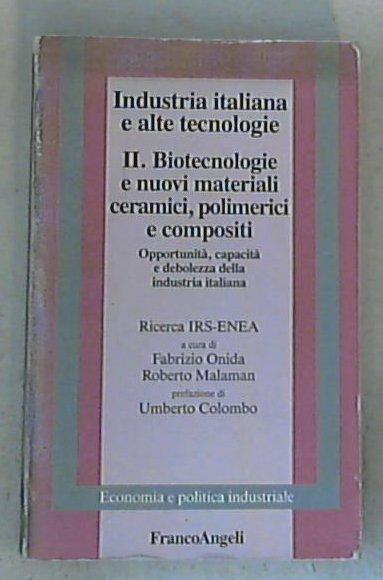 Industria italiana
e alte tecnologie
II. Biotecnologie
e nuovi materiali
ceramici, polimerici
e compositi
Opportunità, capacità
e debolezza della
industria italiana
Ricerca IRS-ENEA
a cura di
Fabrizio Onida
Roberto Malaman
prefazione di
Umberto Colombo
Economia e politica industriale
FrancoAngeli